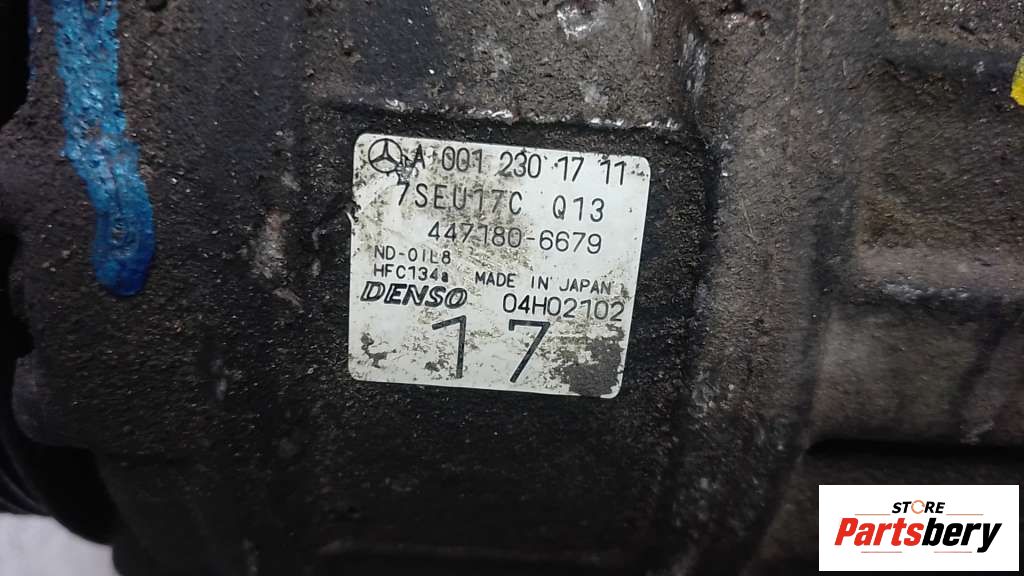 A 001 230 17 11
7SEU17C Q13
447180-6679
ND-OIL8
HFC134a MADE IN JAPAN
DENSO 04H02102
17
STORE
Partsbery